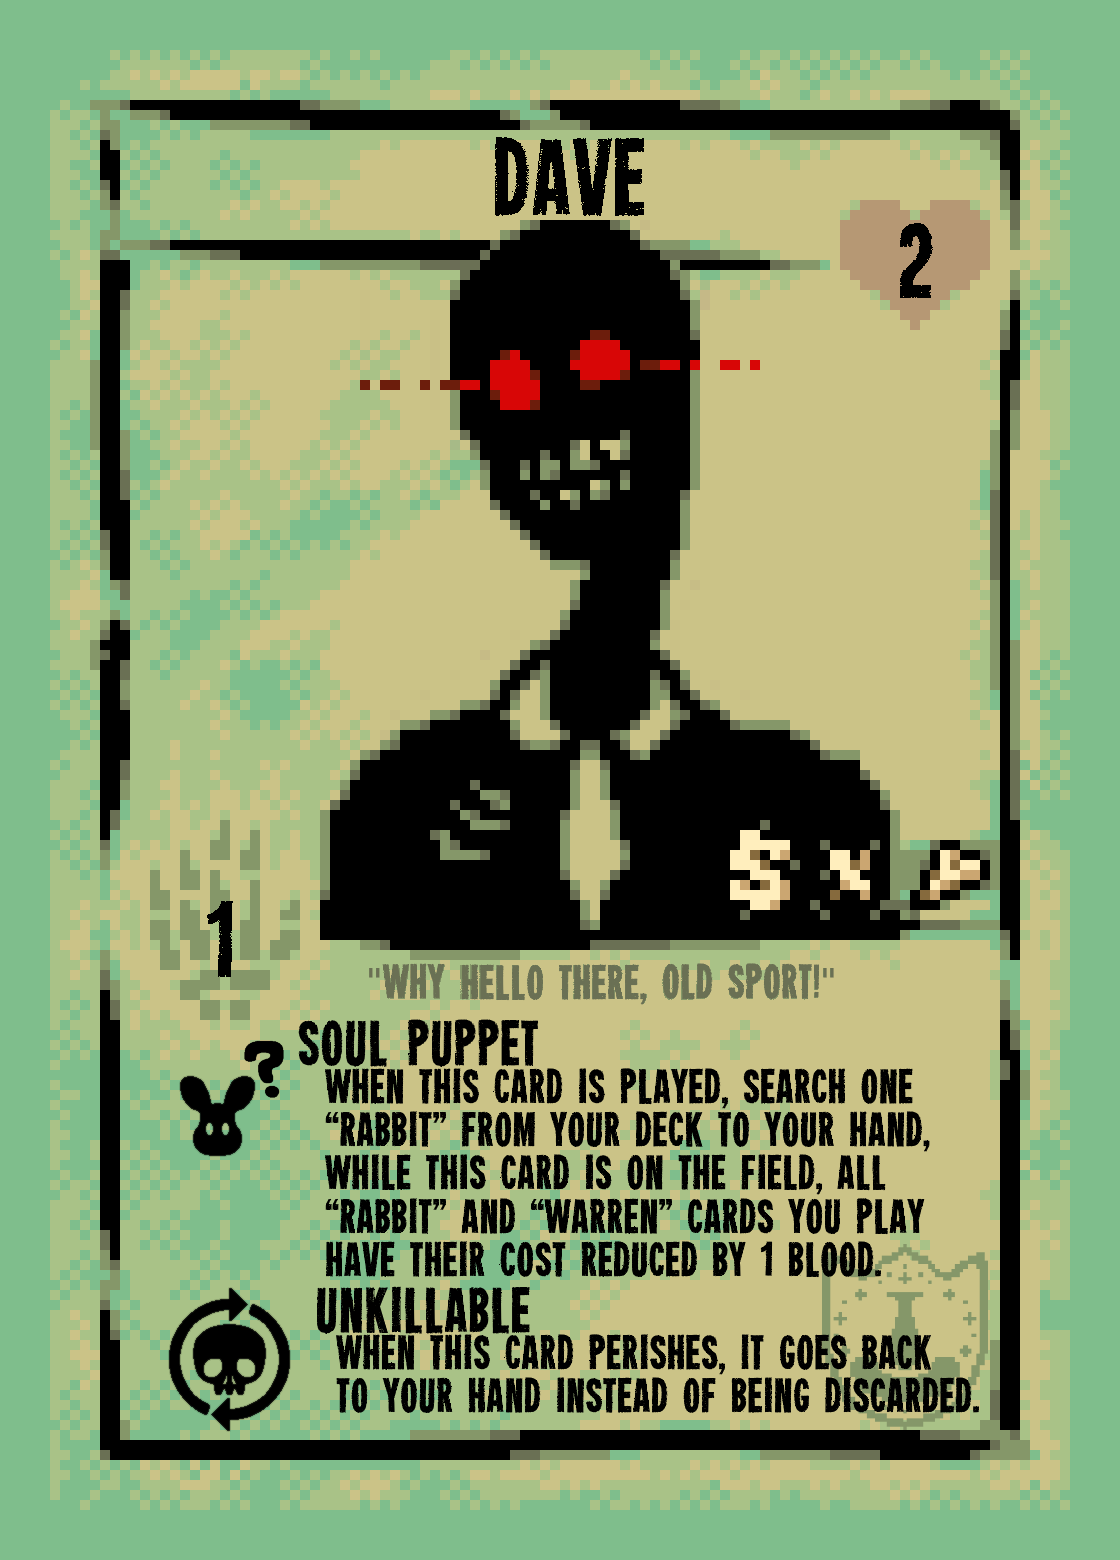 DAVE
2
$ X Y
1
"WHY HELLO THERE, OLD SPORT!"
SOUL PUPPET
?
WHEN THIS CARD IS PLAYED, SEARCH ONE
“RABBIT” FROM YOUR DECK TO YOUR HAND,
WHILE THIS CARD IS ON THE FIELD, ALL
“RABBIT” AND “WARREN” CARDS YOU PLAY
HAVE THEIR COST REDUCED BY 1 BLOOD.
UNKILLABLE
WHEN THIS CARD PERISHES, IT GOES BACK
TO YOUR HAND INSTEAD OF BEING DISCARDED.